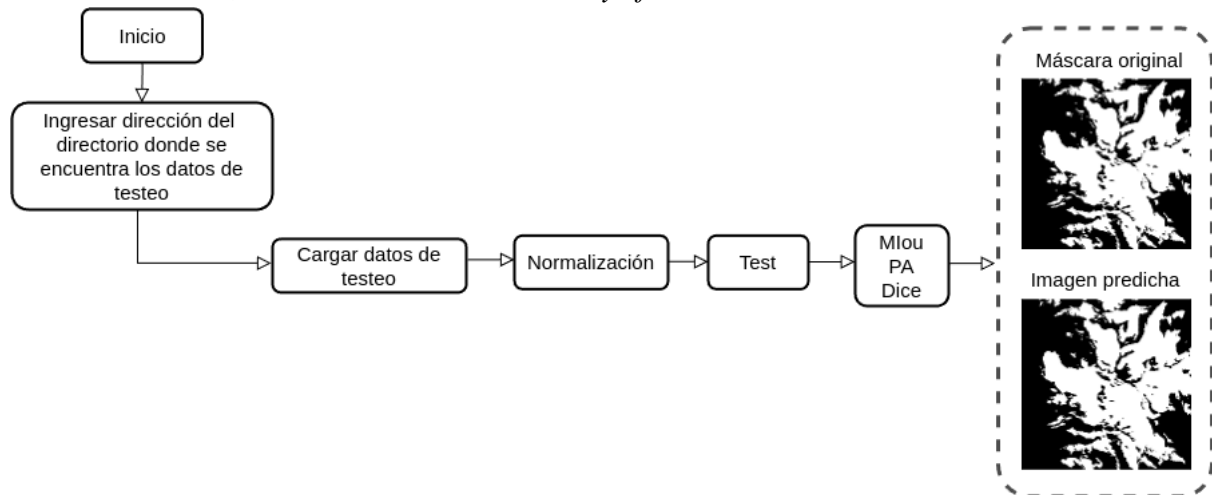 Inicio
Ingresar dirección del
directorio donde se
encuentra los datos de
testeo
Cargar datos de
testeo
Normalización
Test
MIou
PA
Dice
Máscara original
Imagen predicha